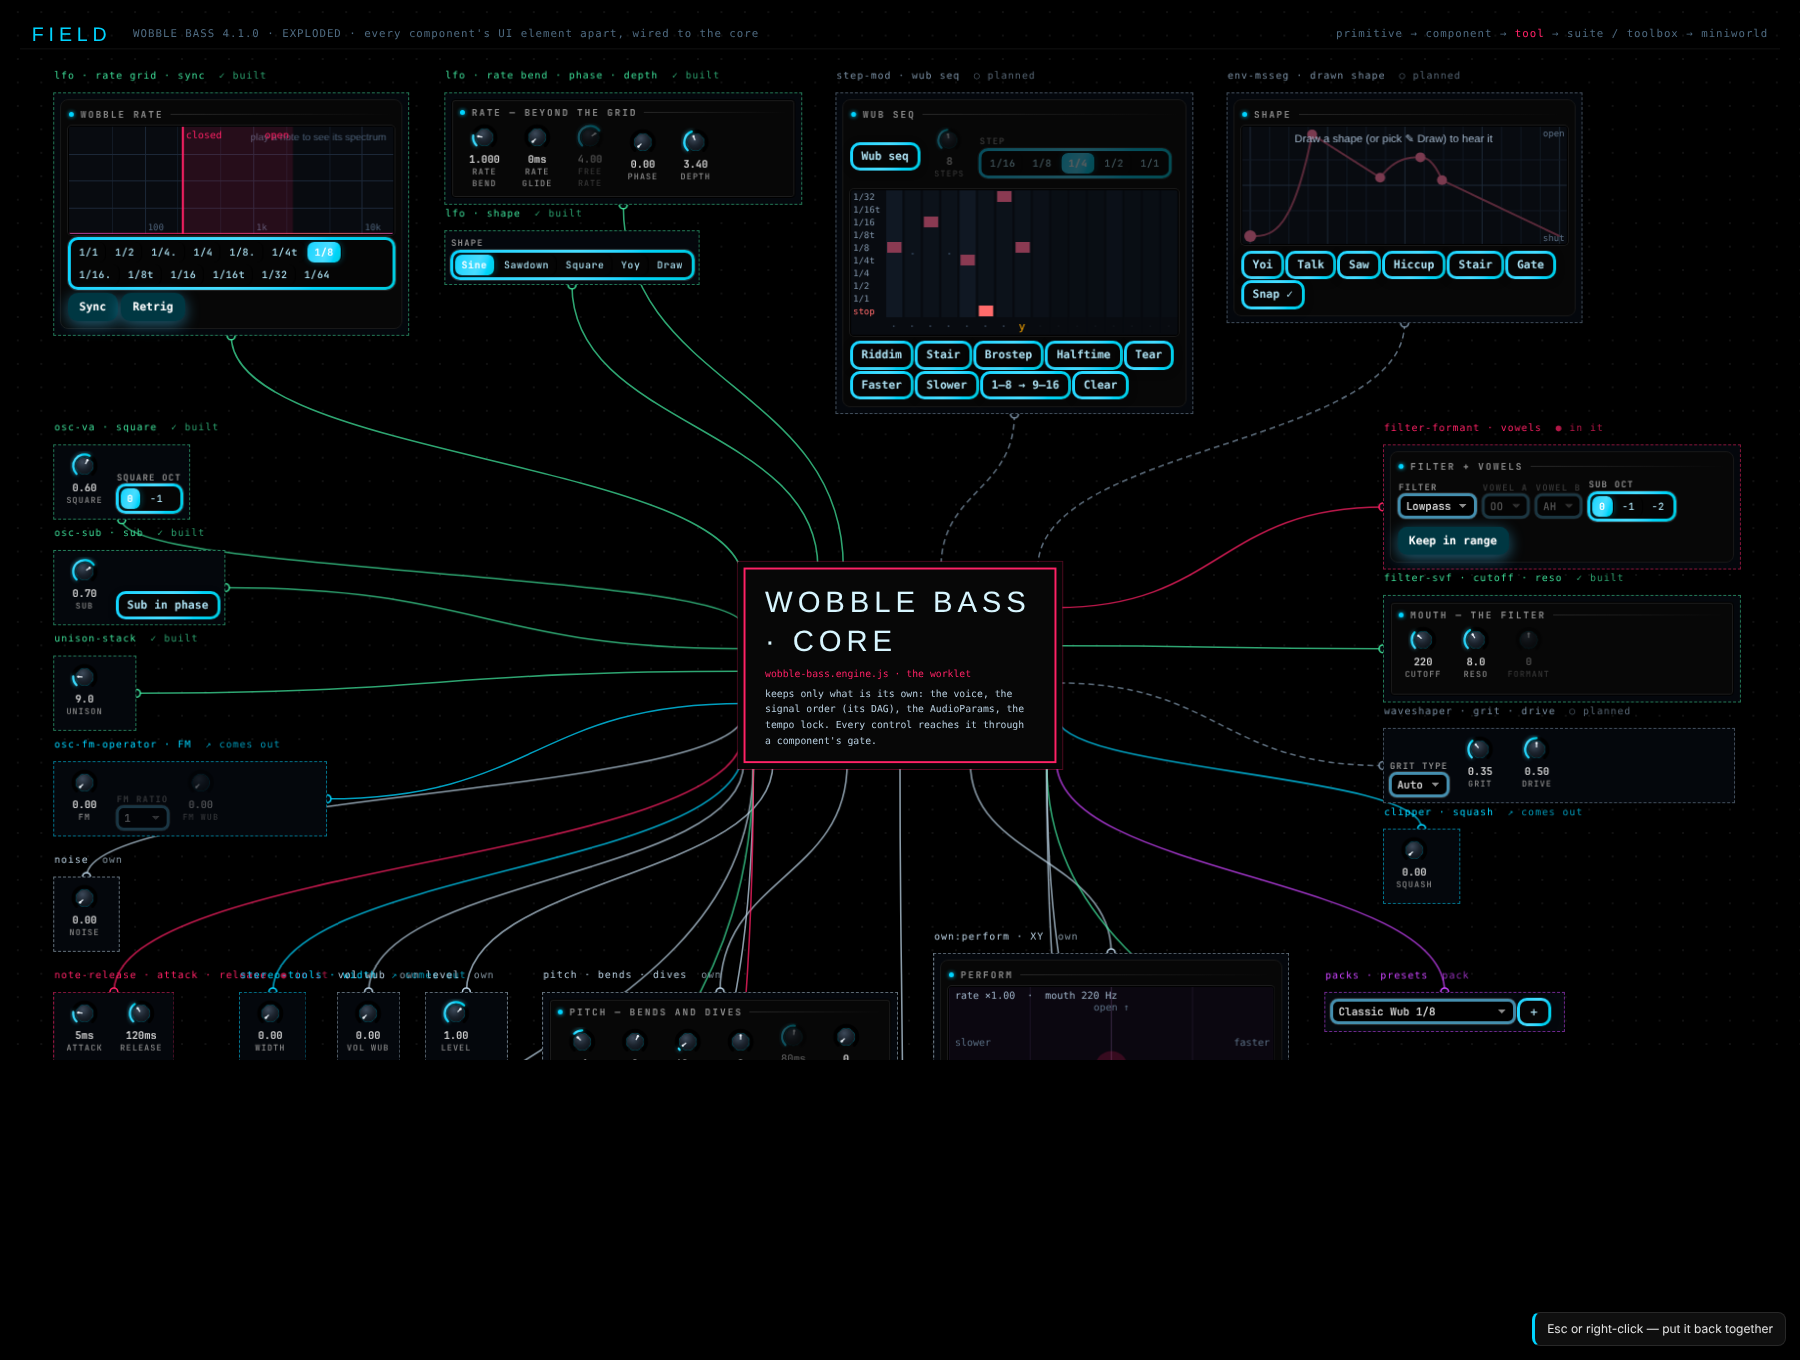 FIELD WOBBLE BASS 4.1.0 · EXPLODED · every component's UI element apart, wired to the core
primitive → component → tool → suite / toolbox → miniworld
lfo · rate grid · sync ✓ built
WOBBLE RATE
closed
open
play a note to see its spectrum
100 1k 10k
1/1 1/2 1/4. 1/4 1/8. 1/4t 1/8
1/16. 1/8t 1/16 1/16t 1/32 1/64
Sync Retrig
lfo · rate bend · phase · depth ✓ built
RATE — BEYOND THE GRID
1.000 0ms 4.00 0.00 3.40
RATE BEND RATE GLIDE FREE RATE PHASE DEPTH
lfo · shape ✓ built
SHAPE
Sine Sawdown Square Yoy Draw
step-mod · wub seq ○ planned
WUB SEQ
Wub seq
8
STEPS
STEP
1/16 1/8 1/4 1/2 1/1
1/32
1/16t
1/16
1/8t
1/8
1/4t
1/4
1/2
1/1
stop
y
Riddim Stair Brostep Halftime Tear
Faster Slower 1–8 → 9–16 Clear
env-msseg · drawn shape ○ planned
SHAPE
Draw a shape (or pick ✎ Draw) to hear it
open
shut
Yoi Talk Saw Hiccup Stair Gate
Snap ✓
osc-va · square ✓ built
0.60
SQUARE
SQUARE OCT
0 -1
osc-sub · sub ✓ built
0.70
SUB
Sub in phase
unison-stack ✓ built
9.0
UNISON
osc-fm-operator · FM ↗ comes out
0.00
FM
FM RATIO
1
0.00
FM WUB
noise own
0.00
NOISE
WOBBLE BASS
· CORE
wobble-bass.engine.js · the worklet
keeps only what is its own: the voice, the
signal order (its DAG), the AudioParams, the
tempo lock. Every control reaches it through
a component's gate.
filter-formant · vowels ● in it
FILTER + VOWELS
FILTER VOWEL A VOWEL B SUB OCT
Lowpass OO AH 0 -1 -2
Keep in range
filter-svf · cutoff · reso ✓ built
MOUTH — THE FILTER
220 8.0 0
CUTOFF RESO FORMANT
waveshaper · grit · drive ○ planned
GRIT TYPE
Auto
0.35 0.50
GRIT DRIVE
clipper · squash ↗ comes out
0.00
SQUASH
note-release · attack ·
5ms 120ms
ATTACK RELEASE
0.00
WIDTH
vol wub
0.00
VOL WUB
level own
1.00
LEVEL
pitch · bends · dives own
PITCH — BENDS AND DIVES
80ms
0
own:perform · XY own
PERFORM
rate ×1.00 · mouth 220 Hz
open ↑
slower faster
packs · presets pack
Classic Wub 1/8 +
Esc or right-click — put it back together